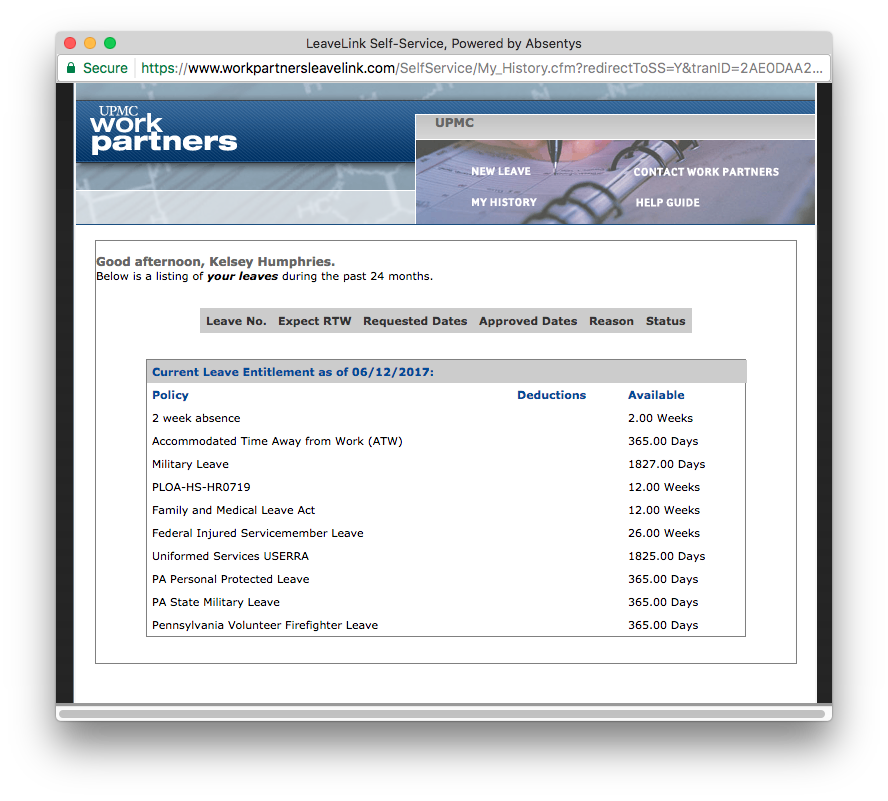 LeaveLink Self-Service, Powered by Absentys
Secure https://www.workpartnersleavelink.com/SelfService/My_History.cfm?redirectToSS=Y&tranID=2AE0DAA2...
UPMC
work
partners
UPMC
NEW LEAVE CONTACT WORK PARTNERS
MY HISTORY HELP GUIDE
Good afternoon, Kelsey Humphries.
Below is a listing of your leaves during the past 24 months.
Leave No. Expect RTW Requested Dates Approved Dates Reason Status
Current Leave Entitlement as of 06/12/2017:
Policy Deductions Available
2 week absence 2.00 Weeks
Accommodated Time Away from Work (ATW) 365.00 Days
Military Leave 1827.00 Days
PLOA-HS-HR0719 12.00 Weeks
Family and Medical Leave Act 12.00 Weeks
Federal Injured Servicemember Leave 26.00 Weeks
Uniformed Services USERRA 1825.00 Days
PA Personal Protected Leave 365.00 Days
PA State Military Leave 365.00 Days
Pennsylvania Volunteer Firefighter Leave 365.00 Days